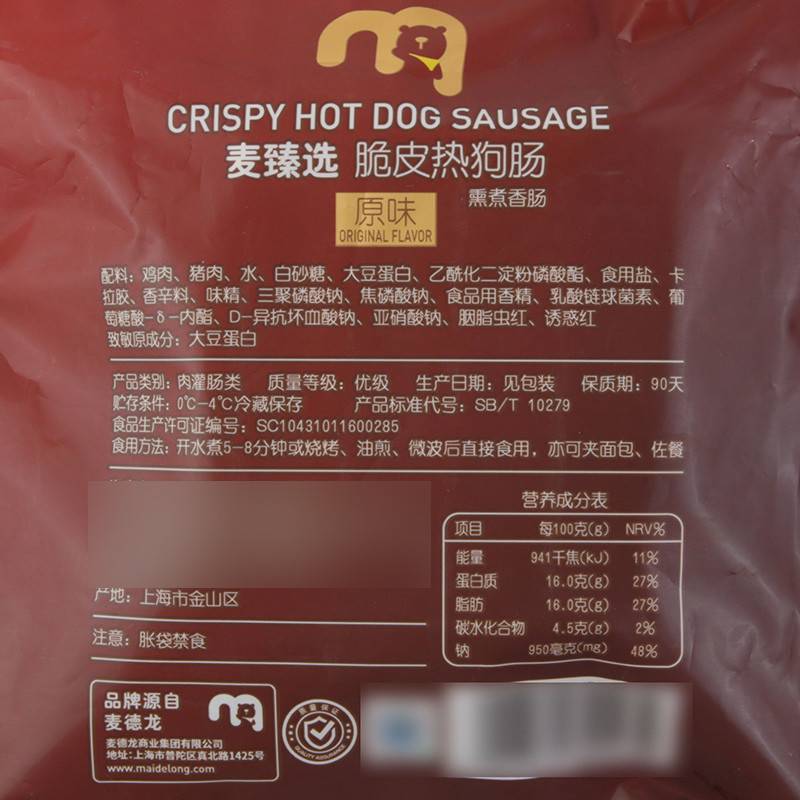 CRISPY HOT DOG SAUSAGE
麦臻选 脆皮热狗肠
熏煮香肠
原味
ORIGINAL FLAVOR
配料：鸡肉、猪肉、水、白砂糖、大豆蛋白、乙酰化二淀粉磷酸酯、食用盐、卡
拉胶、香辛料、味精、三聚磷酸钠、焦磷酸钠、食品用香精、乳酸链球菌素、葡
萄糖酸-δ-内酯、D-异抗坏血酸钠、亚硝酸钠、胭脂虫红、诱惑红
致敏原成分：大豆蛋白
产品类别：肉灌肠类 质量等级：优级 生产日期：见包装 保质期：90天
贮存条件：0℃-4℃冷藏保存 产品标准代号：SB/T 10279
食品生产许可证编号：SC10431011600285
食用方法：开水煮5-8分钟或烧烤、油煎、微波后直接食用，亦可夹面包、佐餐
产地：上海市金山区
注意：胀袋禁食
营养成分表
项目 每100克(g) NRV%
能量 941千焦(kJ) 11%
蛋白质 16.0克(g) 27%
脂肪 16.0克(g) 27%
碳水化合物 4.5克(g) 2%
钠 950毫克(mg) 48%
品牌源自
麦德龙
麦德龙商业集团有限公司
地址：上海市普陀区真北路1425号
www.maidelong.com
质量保证
QUALITY ASSURANCE